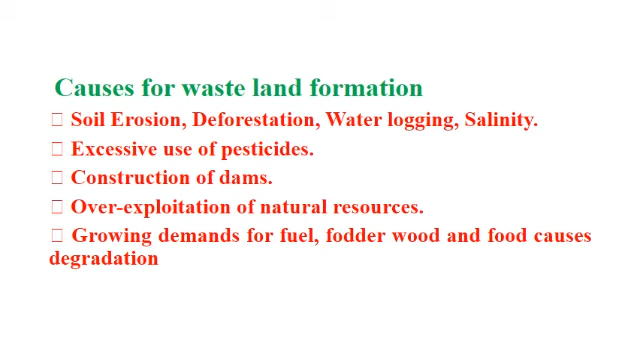 Causes for waste land formation
□ Soil Erosion, Deforestation, Water logging, Salinity.
□ Excessive use of pesticides.
□ Construction of dams.
□ Over-exploitation of natural resources.
□ Growing demands for fuel, fodder wood and food causes
degradation